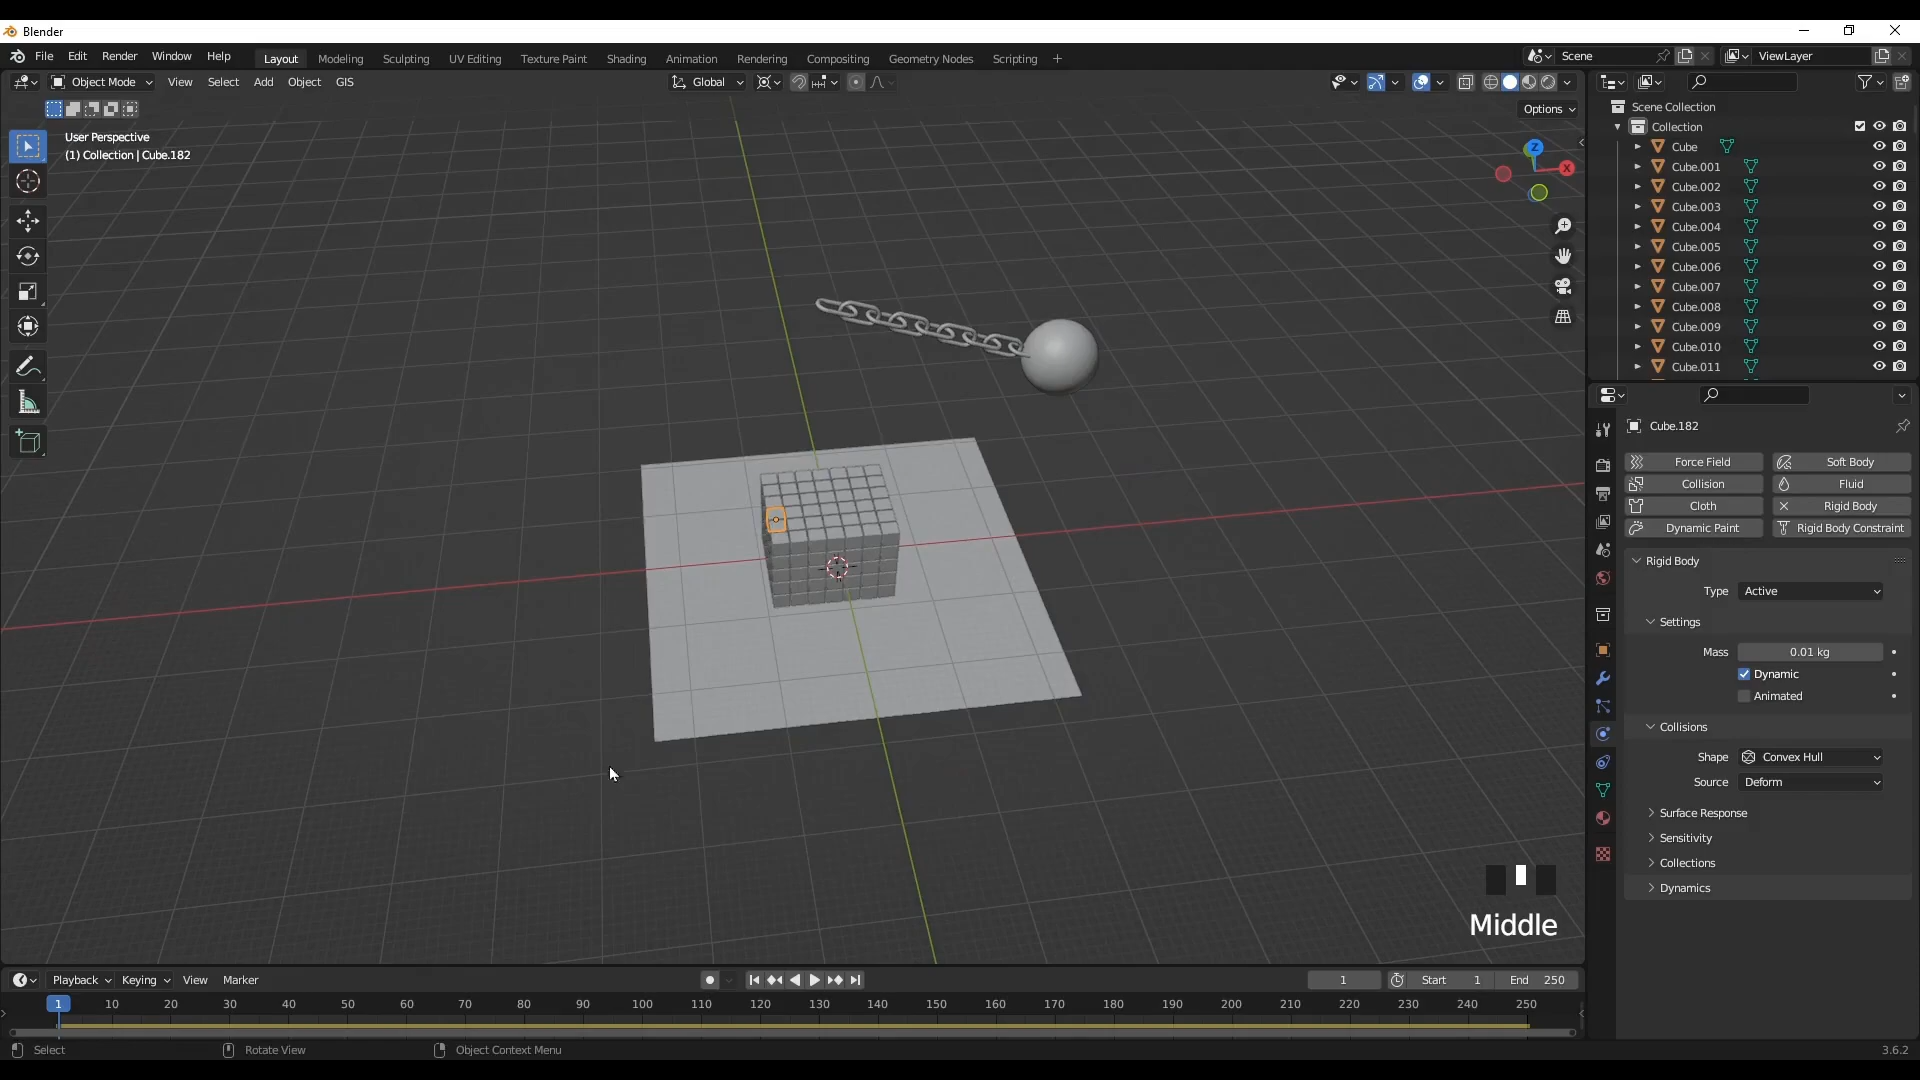 Blender
File Edit Render Window Help Layout Modeling Sculpting UV Editing Texture Paint Shading Animation Rendering Compositing Geometry Nodes Scripting + Scene ViewLayer
Object Mode View Select Add Object GIS Global
Options
User Perspective
(1) Collection | Cube.182
Z
X
Scene Collection
Collection
Cube
Cube.001
Cube.002
Cube.003
Cube.004
Cube.005
Cube.006
Cube.007
Cube.008
Cube.009
Cube.010
Cube.011
Cube.182
Force Field Soft Body
Collision Fluid
Cloth Rigid Body
Dynamic Paint Rigid Body Constraint
Rigid Body
Type Active
Settings
Mass 0.01 kg
Dynamic
Animated
Collisions
Shape Convex Hull
Source Deform
Surface Response
Sensitivity
Collections
Dynamics
Middle
Playback Keying View Marker 1 Start 1 End 250
1 10 20 30 40 50 60 70 80 90 100 110 120 130 140 150 160 170 180 190 200 210 220 230 240 250
Select Rotate View Object Context Menu 3.6.2